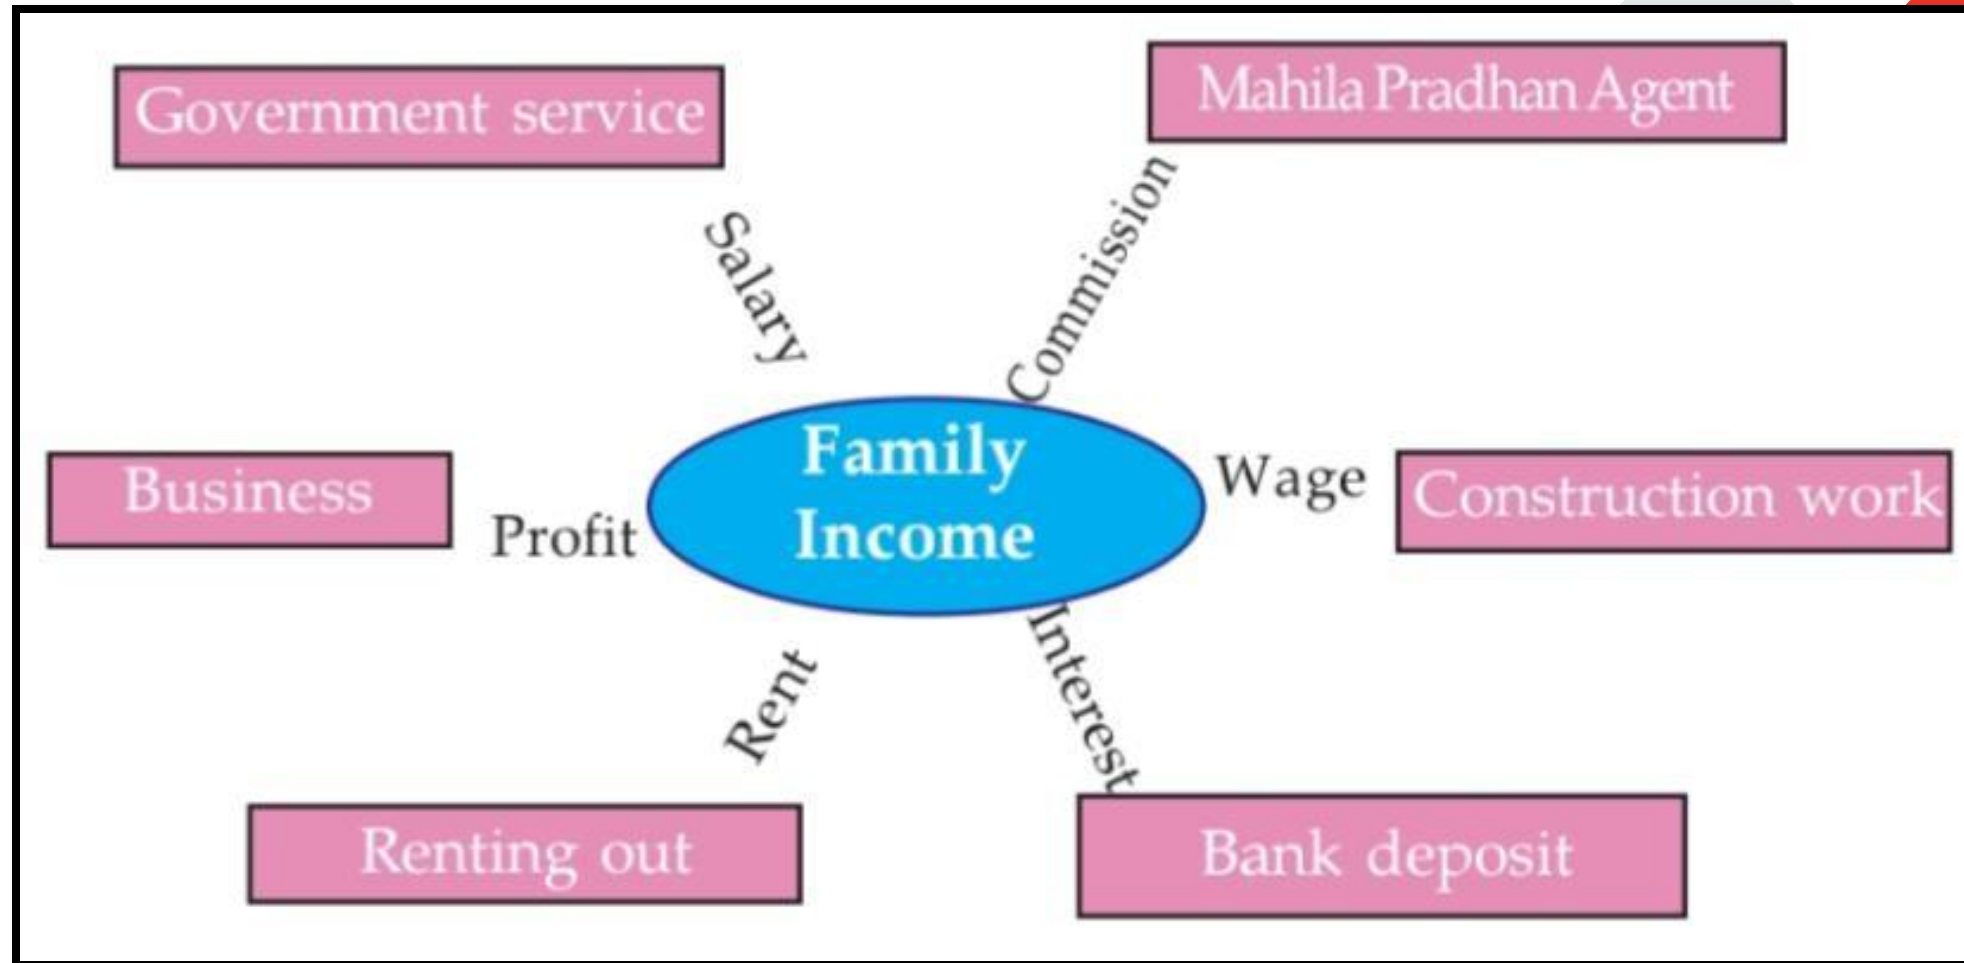 Government service
Mahila Pradhan Agent
Salary
Commission
Family
Income
Business
Profit
Wage
Construction work
Rent
Interest
Renting out
Bank deposit